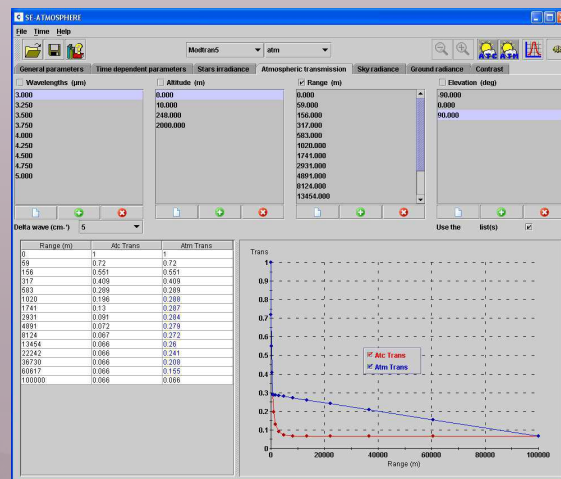 SE-ATMOSPHERE
File Time Help
Modtran5 atm
General parameters Time dependent parameters Stars irradiance Atmospheric transmission Sky radiance Ground radiance Contrast
Wavelengths (µm) Altitude (m) Range (m) Elevation (deg)
3.000 0.000 0.000 -90.000
3.250 10.000 59.000 0.000
3.500 248.000 156.000 90.000
3.750 2000.000 317.000
4.000 583.000
4.250 1020.000
4.500 1741.000
4.750 2931.000
5.000 4891.000
8124.000
13454.000
Delta wave (cm-¹) 5 Use the list(s)
Range (m) Atc Trans Atm Trans
0 1 1
59 0.72 0.72
156 0.551 0.551
317 0.409 0.409
583 0.289 0.289
1020 0.196 0.288
1741 0.13 0.287
2931 0.091 0.284
4891 0.072 0.279
8124 0.067 0.272
13454 0.066 0.26
22242 0.066 0.241
36730 0.066 0.208
60617 0.066 0.155
100000 0.066 0.066
Trans
1
0.9
0.8
0.7
0.6
0.5
0.4
0.3
0.2
0.1
0
Atc Trans
Atm Trans
0 20000 40000 60000 80000 100000
Range (m)